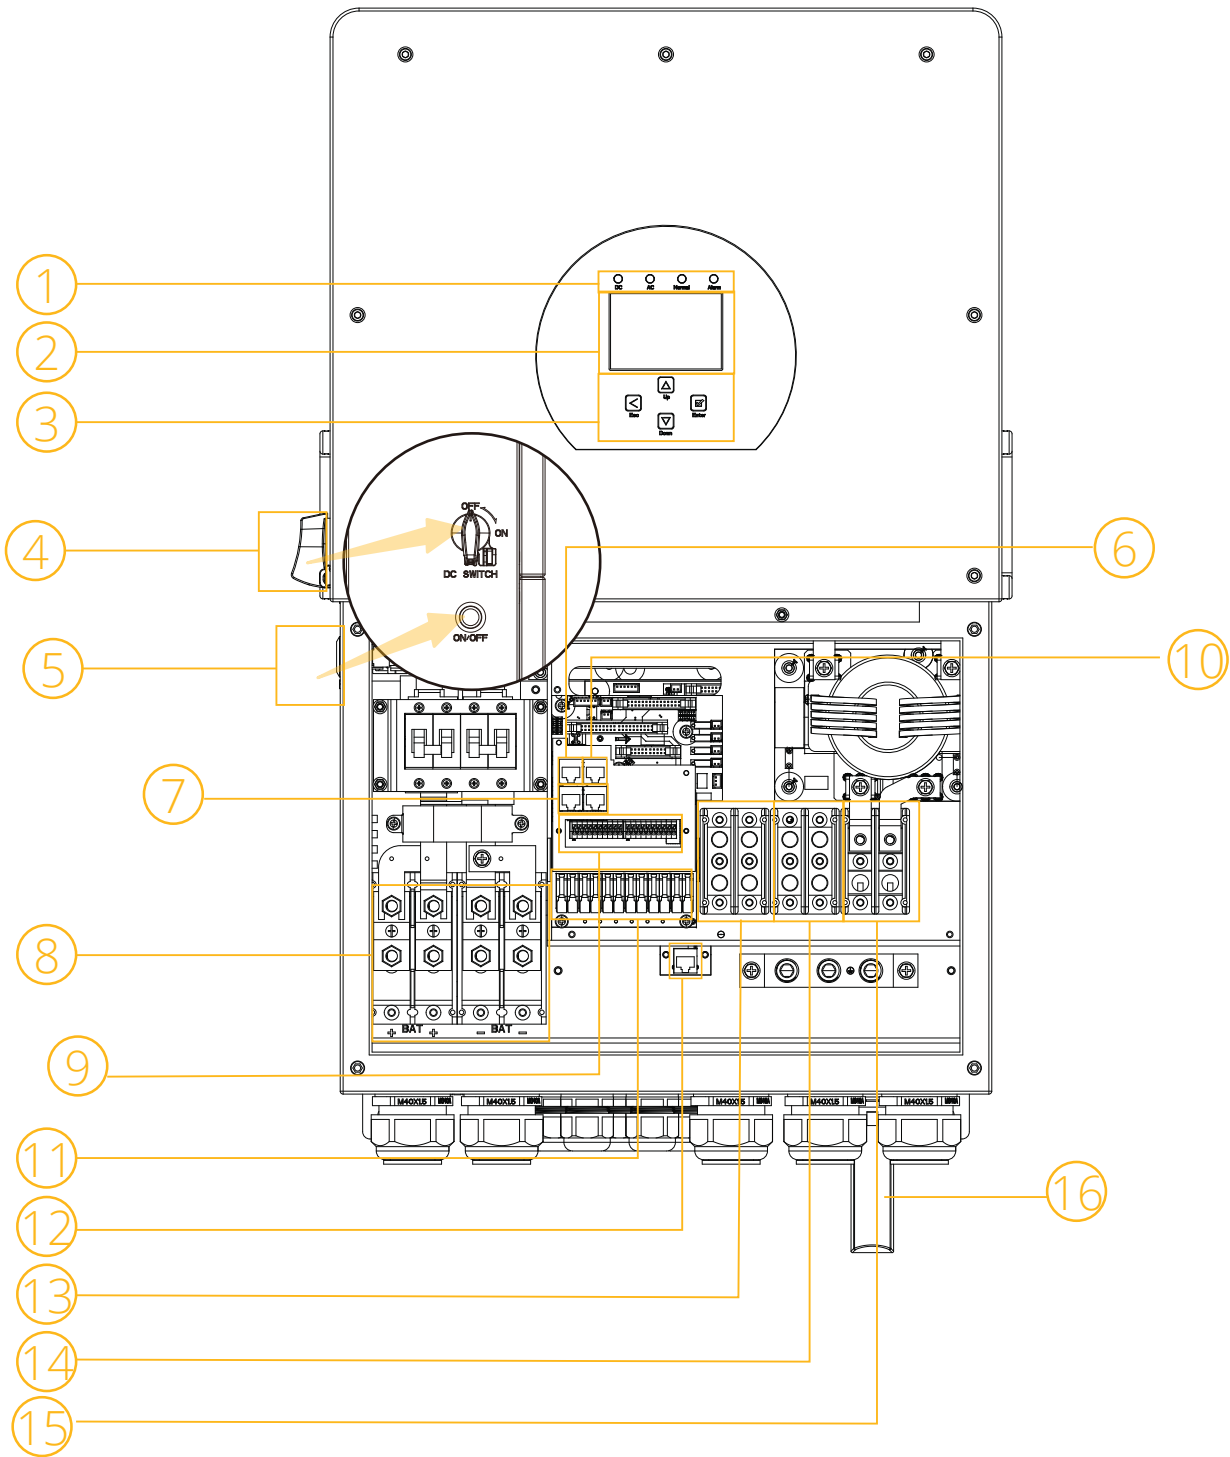 DC AC Normal Alarm
1
2
Up
Esc Enter
Down
3
OFF
ON
DC SWITCH
4
6
ON/OFF
5
10
7
8
+ BAT + − BAT −
9
M40X1.5 M40X1.5 M40X1.5 M40X1.5 M40X1.5
11
16
12
13
14
15